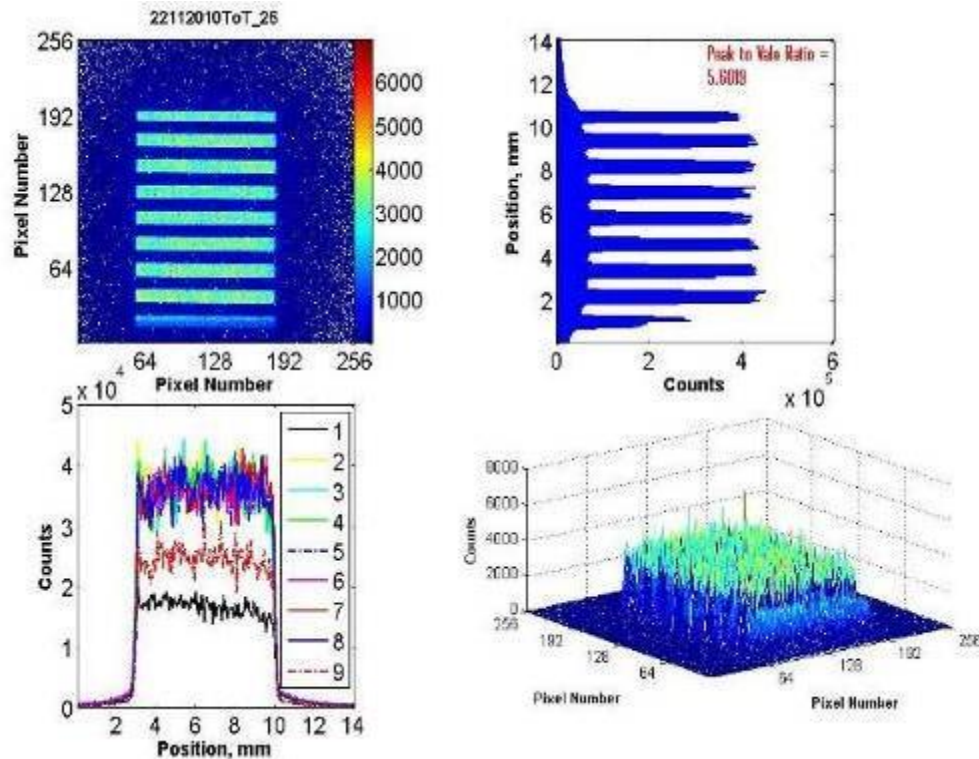 22112010ToT_26
256
192
128
64
Pixel Number
64 128 192 256
Pixel Number
6000
5000
4000
3000
2000
1000
14
12
10
8
6
4
2
Position, mm
0 2 4 6
Counts
x 10^5
Peak to Vale Ratio =
5.6019
x 10^4
5
4
3
2
1
0
Counts
2 4 6 8 10 12 14
Position, mm
1
2
3
4
5
6
7
8
9
8000
6000
4000
2000
0
Counts
256
192
128
64
Pixel Number
64
128
192
256
Pixel Number